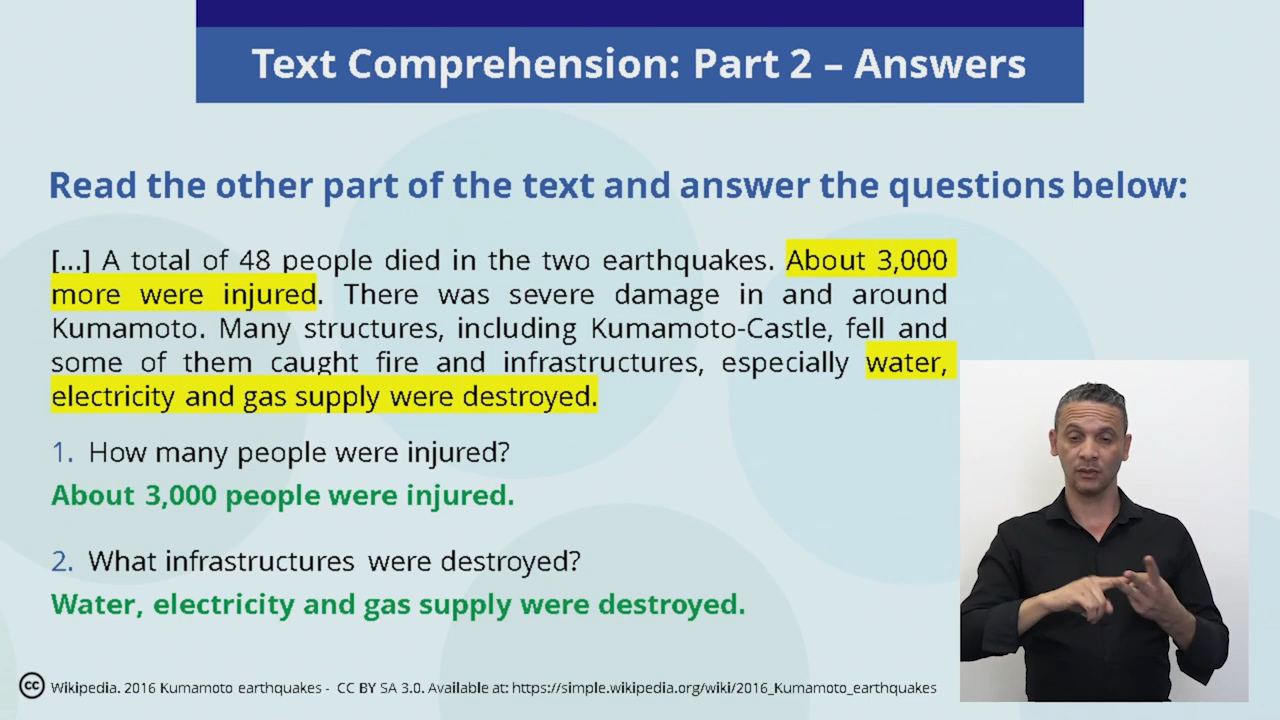 Text Comprehension: Part 2 – Answers
Read the other part of the text and answer the questions below:
[...] A total of 48 people died in the two earthquakes. About 3,000
more were injured. There was severe damage in and around
Kumamoto. Many structures, including Kumamoto-Castle, fell and
some of them caught fire and infrastructures, especially water,
electricity and gas supply were destroyed.
1. How many people were injured?
About 3,000 people were injured.
2. What infrastructures were destroyed?
Water, electricity and gas supply were destroyed.
cc Wikipedia. 2016 Kumamoto earthquakes - CC BY SA 3.0. Available at: https://simple.wikipedia.org/wiki/2016_Kumamoto_earthquakes